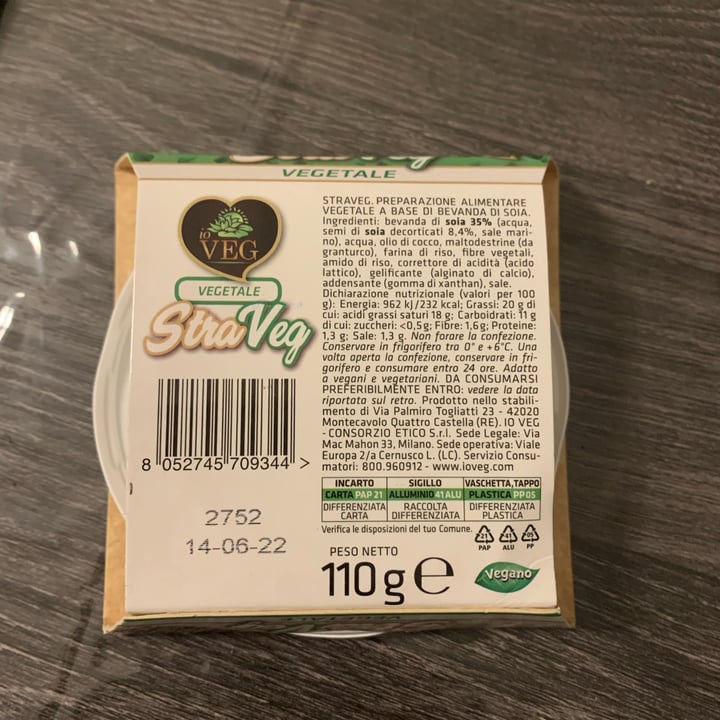 VEGETALE
io
VEG
VEGETALE
StraVeg
8 052745 709344 >
2752
14-06-22
STRAVEG. PREPARAZIONE ALIMENTARE
VEGETALE A BASE DI BEVANDA DI SOIA.
Ingredienti: bevanda di soia 35% (acqua,
semi di soia decorticati 8,4%, sale mari-
no), acqua, olio di cocco, maltodestrine (da
granturco), farina di riso, fibre vegetali,
amido di riso, correttore di acidità (acido
lattico), gelificante (alginato di calcio),
addensante (gomma di xanthan), sale.
Dichiarazione nutrizionale (valori per 100
g): Energia: 962 kJ/232 kcal; Grassi: 20 g di
cui: acidi grassi saturi 18 g; Carboidrati: 11 g
di cui: zuccheri: <0,5g; Fibre: 1,6g; Proteine:
1,3 g; Sale: 1,3 g. Non forare la confezione.
Conservare in frigorifero tra 0° e +6°C. Una
volta aperta la confezione, conservare in fri-
gorifero e consumare entro 24 ore. Adatto
a vegani e vegetariani. DA CONSUMARSI
PREFERIBILMENTE ENTRO: vedere la data
riportata sul retro. Prodotto nello stabili-
mento di Via Palmiro Togliatti 23 - 42020
Montecavolo Quattro Castella (RE). IO VEG
- CONSORZIO ETICO S.r.l. Sede Legale: Via
Mac Mahon 33, Milano. Sede operativa: Viale
Europa 2/a Cernusco L. (LC). Servizio Consu-
matori: 800.960912 - www.ioveg.com
INCARTO SIGILLO VASCHETTA,TAPPO
CARTA PAP 21 ALLUMINIO 41 ALU PLASTICA PP05
DIFFERENZIATA RACCOLTA DIFFERENZIATA
CARTA DIFFERENZIATA PLASTICA
Verifica le disposizioni del tuo Comune.
21 41 05
PAP ALU PP
PESO NETTO
110 g e
Vegano